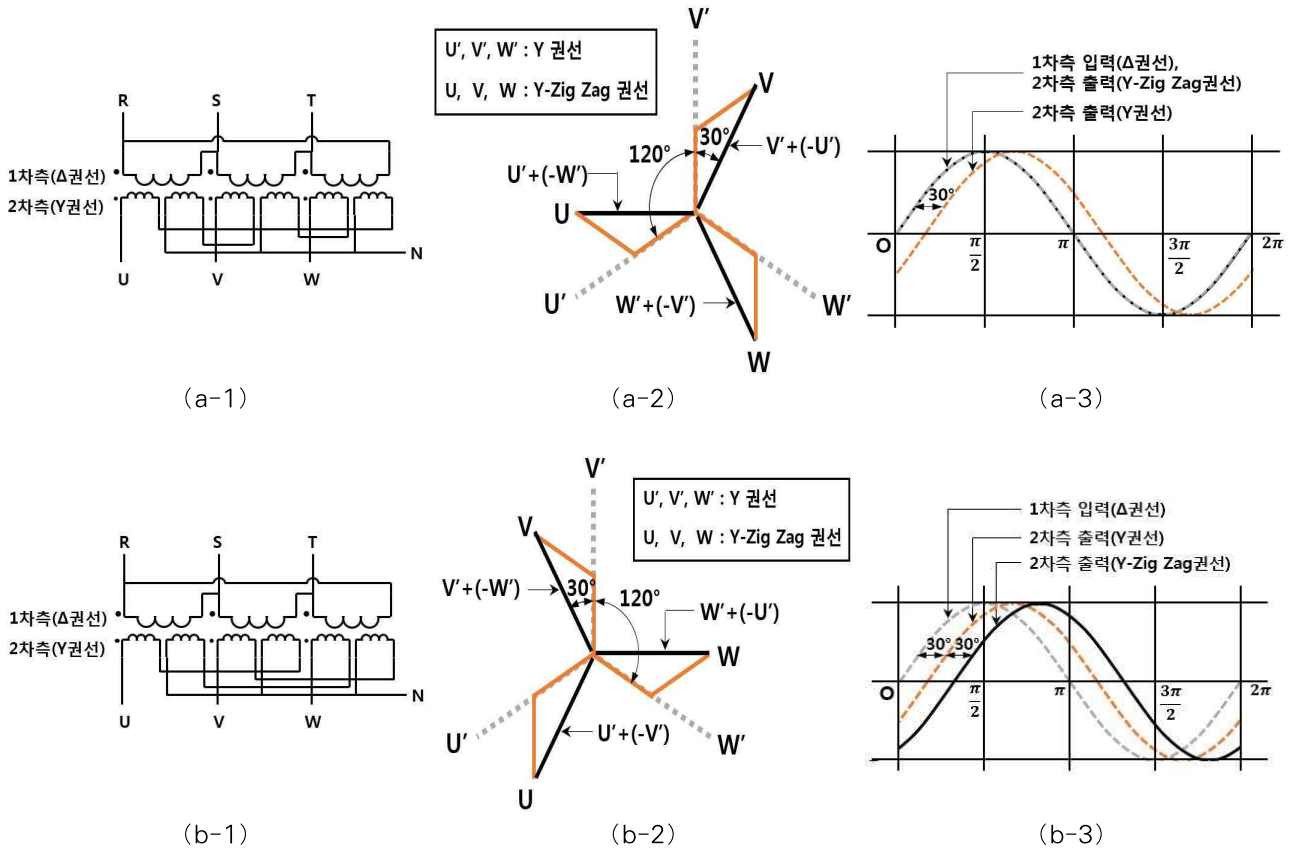 R S T
1차측(Δ권선)
2차측(Y권선)
N
U V W
(a-1)
U', V', W' : Y 권선
U, V, W : Y-Zig Zag 권선
V'
V
30°
120°
V'+(-U')
U'+(-W')
U
U'
W'+(-V')
W'
W
(a-2)
1차측 입력(Δ권선),
2차측 출력(Y-Zig Zag권선)
2차측 출력(Y권선)
30°
O
π/2
π
3π/2
2π
(a-3)
R S T
1차측(Δ권선)
2차측(Y권선)
N
U V W
(b-1)
V'
U', V', W' : Y 권선
U, V, W : Y-Zig Zag 권선
V
V'+(-W')
30°
120°
W'+(-U')
W
U'
U'+(-V')
W'
U
(b-2)
1차측 입력(Δ권선)
2차측 출력(Y권선)
2차측 출력(Y-Zig Zag권선)
30° 30°
O
π/2
π
3π/2
2π
(b-3)